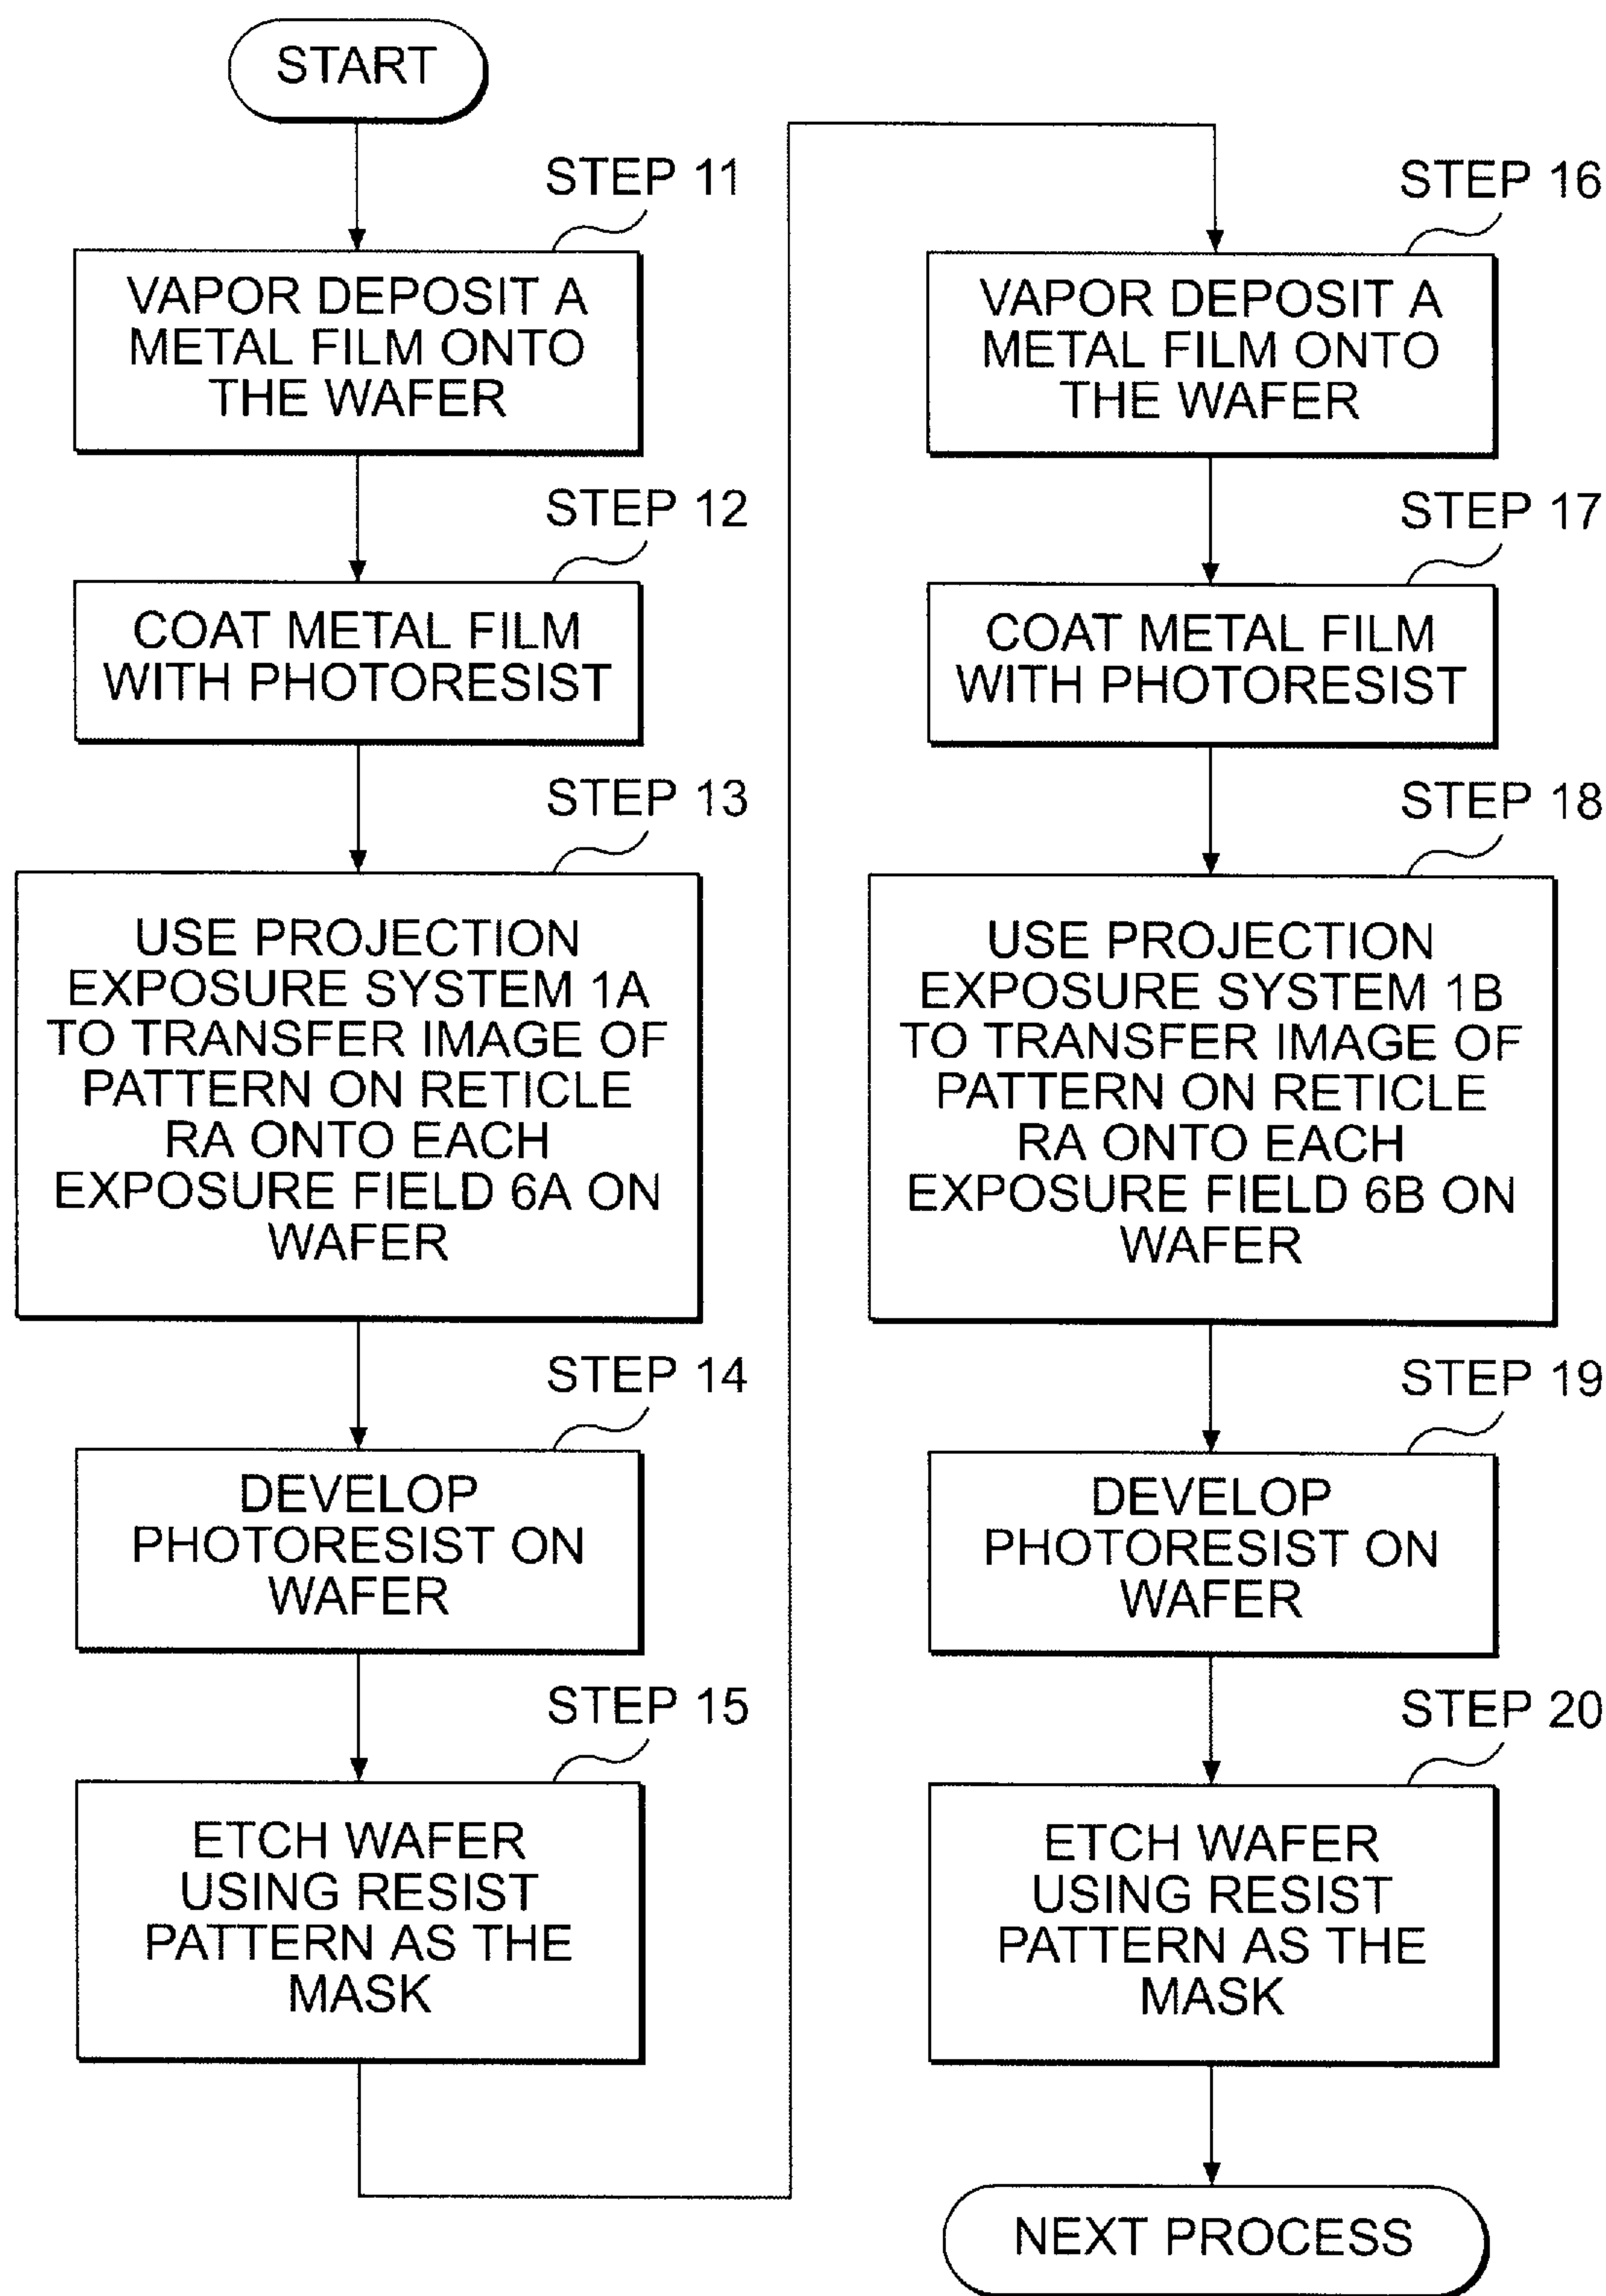 START
STEP 11
VAPOR DEPOSIT A
METAL FILM ONTO
THE WAFER
STEP 12
COAT METAL FILM
WITH PHOTORESIST
STEP 13
USE PROJECTION
EXPOSURE SYSTEM 1A
TO TRANSFER IMAGE OF
PATTERN ON RETICLE
RA ONTO EACH
EXPOSURE FIELD 6A ON
WAFER
STEP 14
DEVELOP
PHOTORESIST ON
WAFER
STEP 15
ETCH WAFER
USING RESIST
PATTERN AS THE
MASK
STEP 16
VAPOR DEPOSIT A
METAL FILM ONTO
THE WAFER
STEP 17
COAT METAL FILM
WITH PHOTORESIST
STEP 18
USE PROJECTION
EXPOSURE SYSTEM 1B
TO TRANSFER IMAGE OF
PATTERN ON RETICLE
RA ONTO EACH
EXPOSURE FIELD 6B ON
WAFER
STEP 19
DEVELOP
PHOTORESIST ON
WAFER
STEP 20
ETCH WAFER
USING RESIST
PATTERN AS THE
MASK
NEXT PROCESS